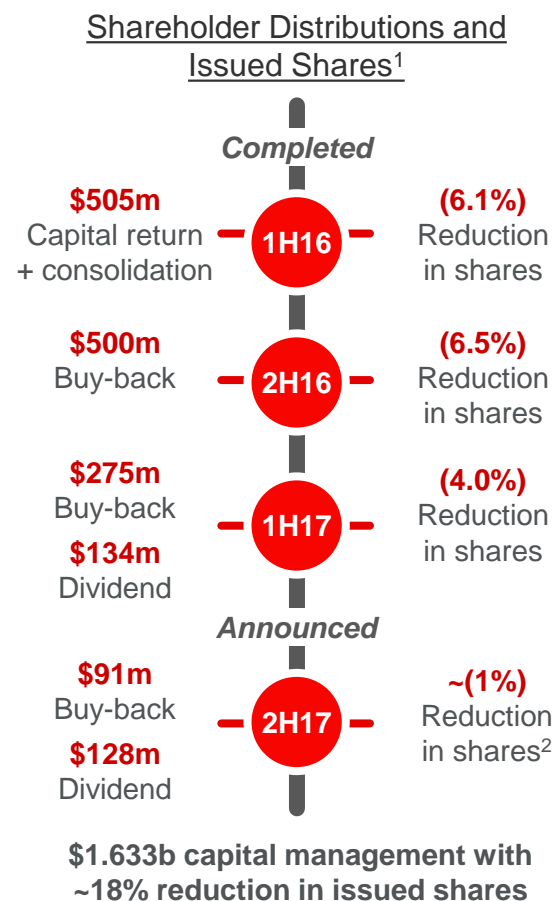 Shareholder Distributions and
Issued Shares¹
Completed
$505m
Capital return
+ consolidation
1H16
(6.1%)
Reduction
in shares
$500m
Buy-back
2H16
(6.5%)
Reduction
in shares
$275m
Buy-back
$134m
Dividend
1H17
(4.0%)
Reduction
in shares
Announced
$91m
Buy-back
$128m
Dividend
2H17
~(1%)
Reduction
in shares²
$1.633b capital management with
~18% reduction in issued shares